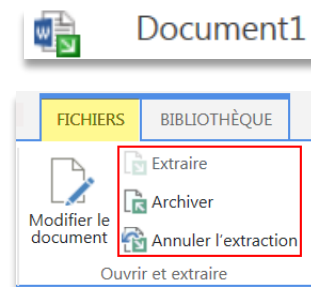 Document1
FICHIERS
BIBLIOTHÈQUE
Extraire
Modifier le
document
Archiver
Annuler l'extraction
Ouvrir et extraire